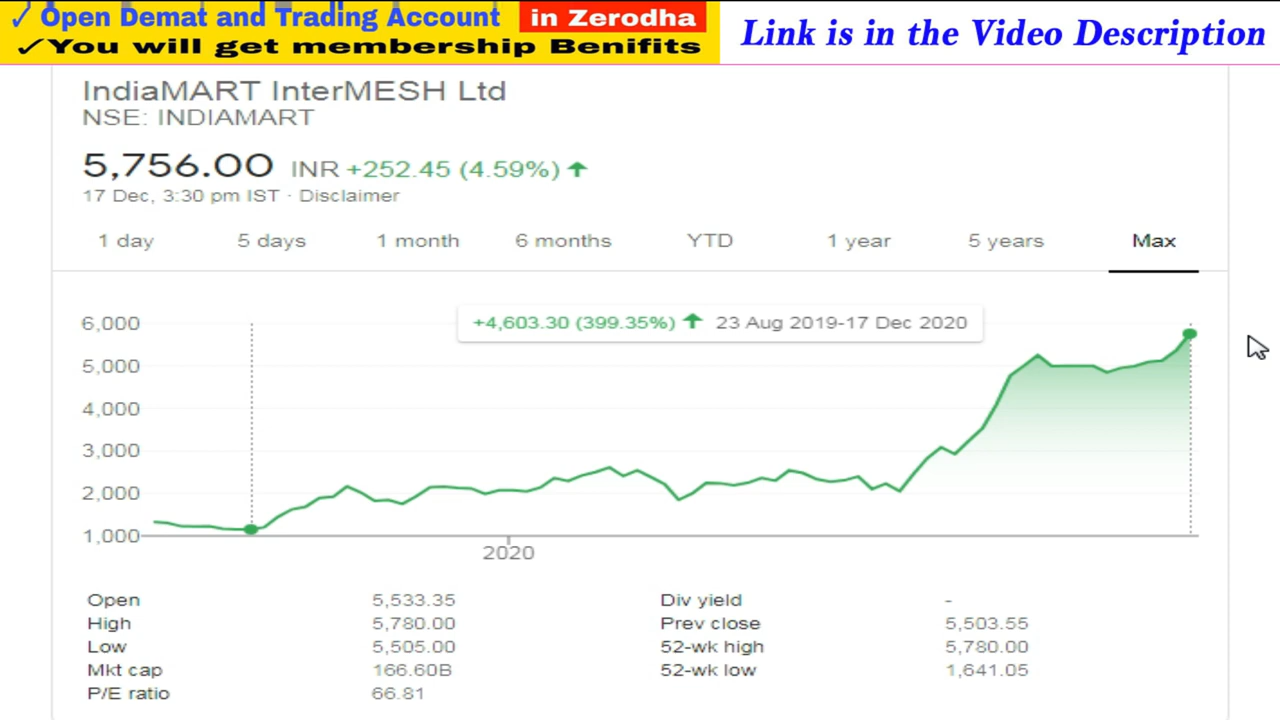 ✓ Open Demat and Trading Account in Zerodha
✓You will get membership Benifits
Link is in the Video Description
IndiaMART InterMESH Ltd
NSE: INDIAMART
5,756.00 INR +252.45 (4.59%) ↑
17 Dec, 3:30 pm IST · Disclaimer
1 day 5 days 1 month 6 months YTD 1 year 5 years Max
+4,603.30 (399.35%) ↑ 23 Aug 2019-17 Dec 2020
6,000
5,000
4,000
3,000
2,000
1,000
2020
Open 5,533.35
High 5,780.00
Low 5,505.00
Mkt cap 166.60B
P/E ratio 66.81
Div yield -
Prev close 5,503.55
52-wk high 5,780.00
52-wk low 1,641.05